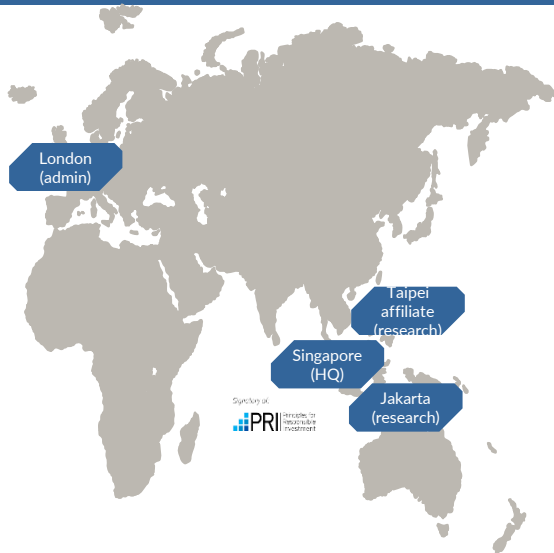 London
(admin)
Taipei
affiliate
(research)
Singapore
(HQ)
Jakarta
(research)
Signatory of:
PRI
Principles for
Responsible
Investment